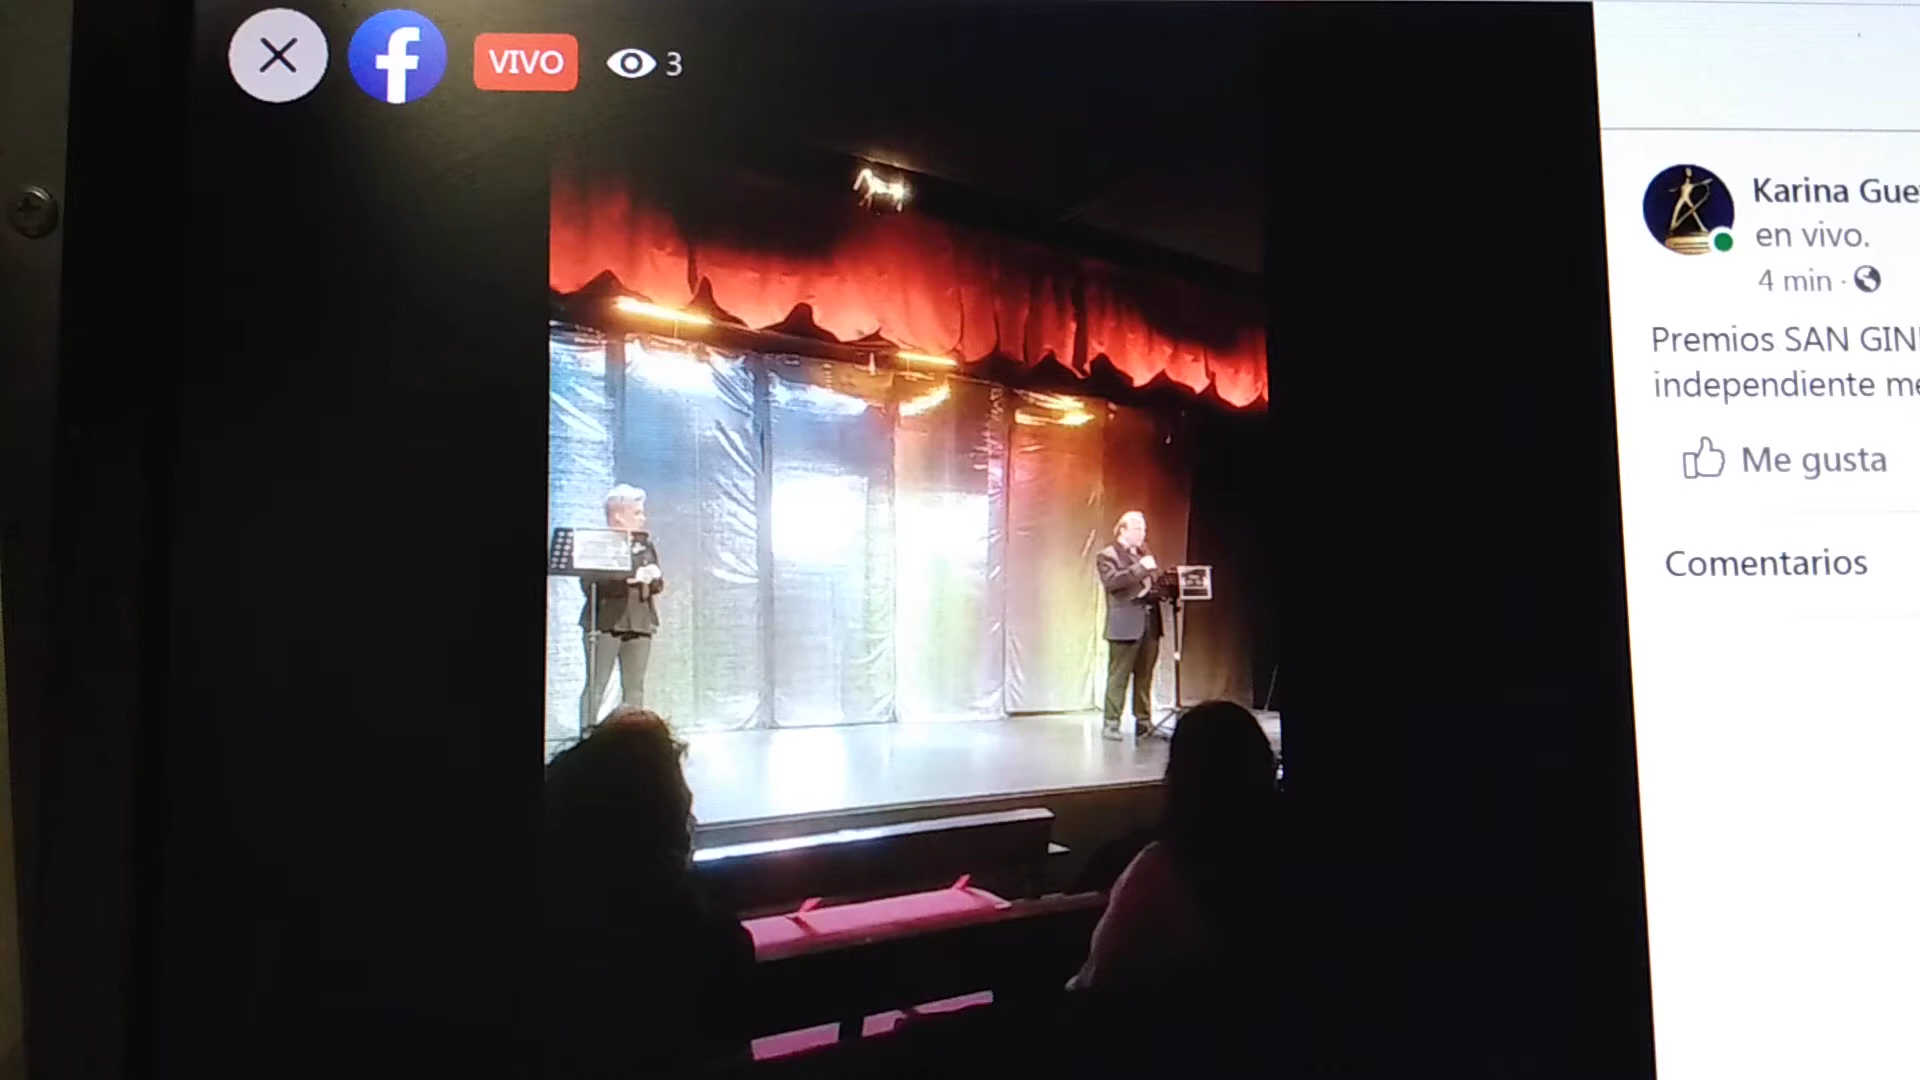 VIVO
3
Karina Gue
en vivo.
4 min ·
Premios SAN GIN
independiente me
Me gusta
Comentarios